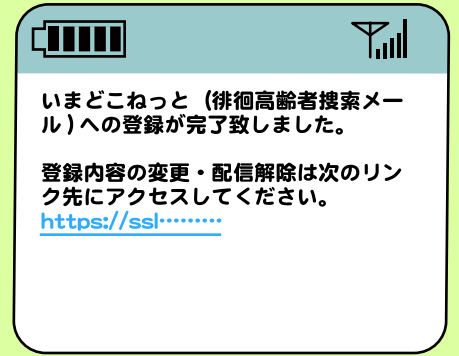 いまどこねっと（徘徊高齢者捜索メー
ル）への登録が完了致しました。
登録内容の変更・配信解除は次のリン
ク先にアクセスしてください。
https://ssl………